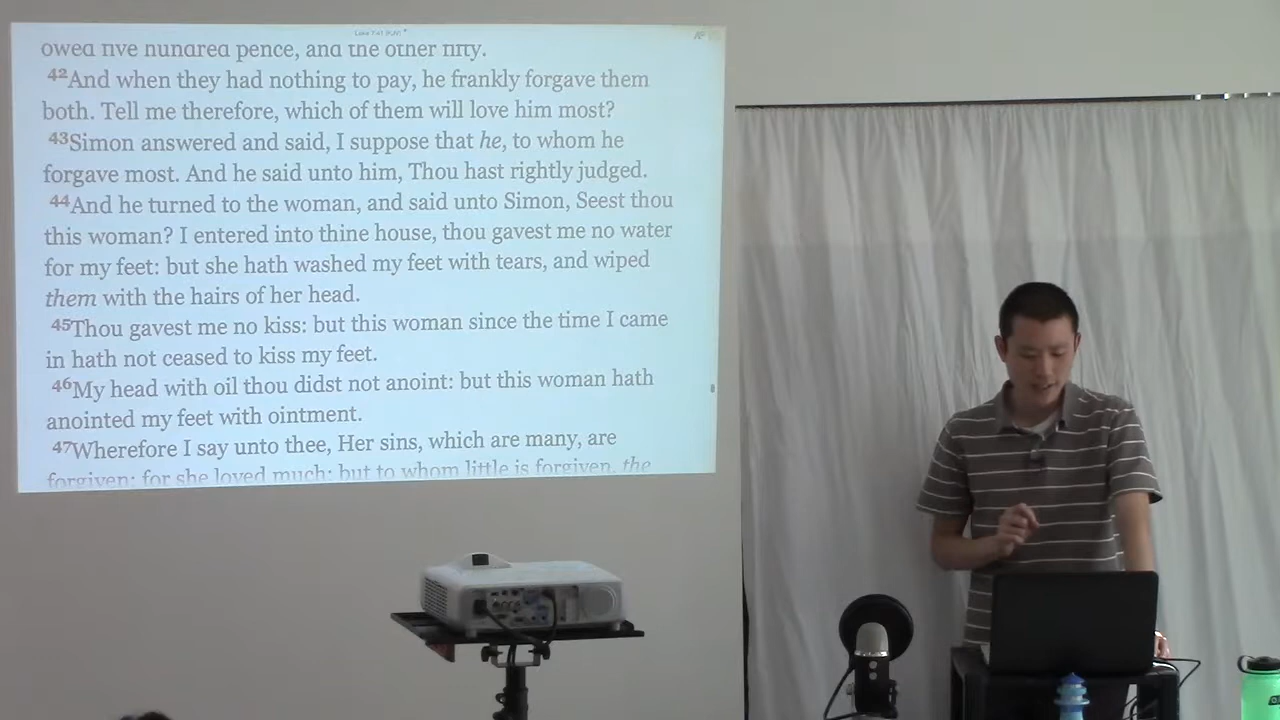 owed five hundred pence, and the other fifty.
42And when they had nothing to pay, he frankly forgave them
both. Tell me therefore, which of them will love him most?
43Simon answered and said, I suppose that he, to whom he
forgave most. And he said unto him, Thou hast rightly judged.
44And he turned to the woman, and said unto Simon, Seest thou
this woman? I entered into thine house, thou gavest me no water
for my feet: but she hath washed my feet with tears, and wiped
them with the hairs of her head.
45Thou gavest me no kiss: but this woman since the time I came
in hath not ceased to kiss my feet.
46My head with oil thou didst not anoint: but this woman hath
anointed my feet with ointment.
47Wherefore I say unto thee, Her sins, which are many, are
forgiven; for she loved much: but to whom little is forgiven, the